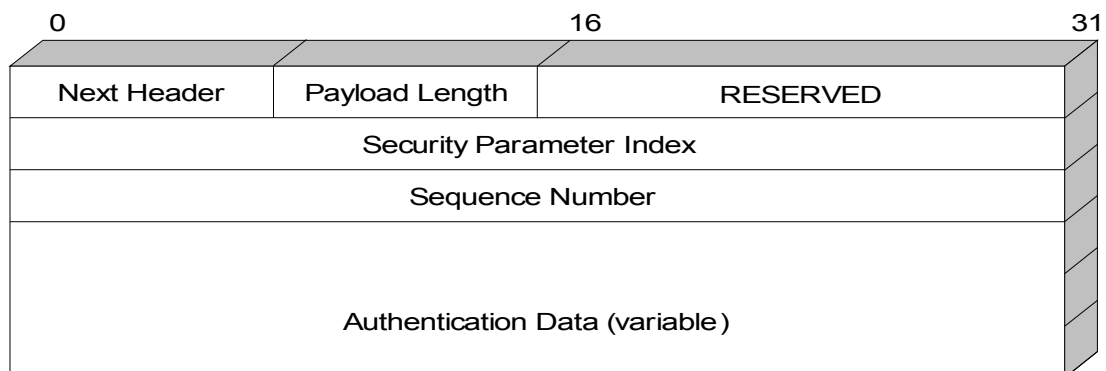 0 16 31
Next Header Payload Length RESERVED
Security Parameter Index
Sequence Number
Authentication Data (variable)